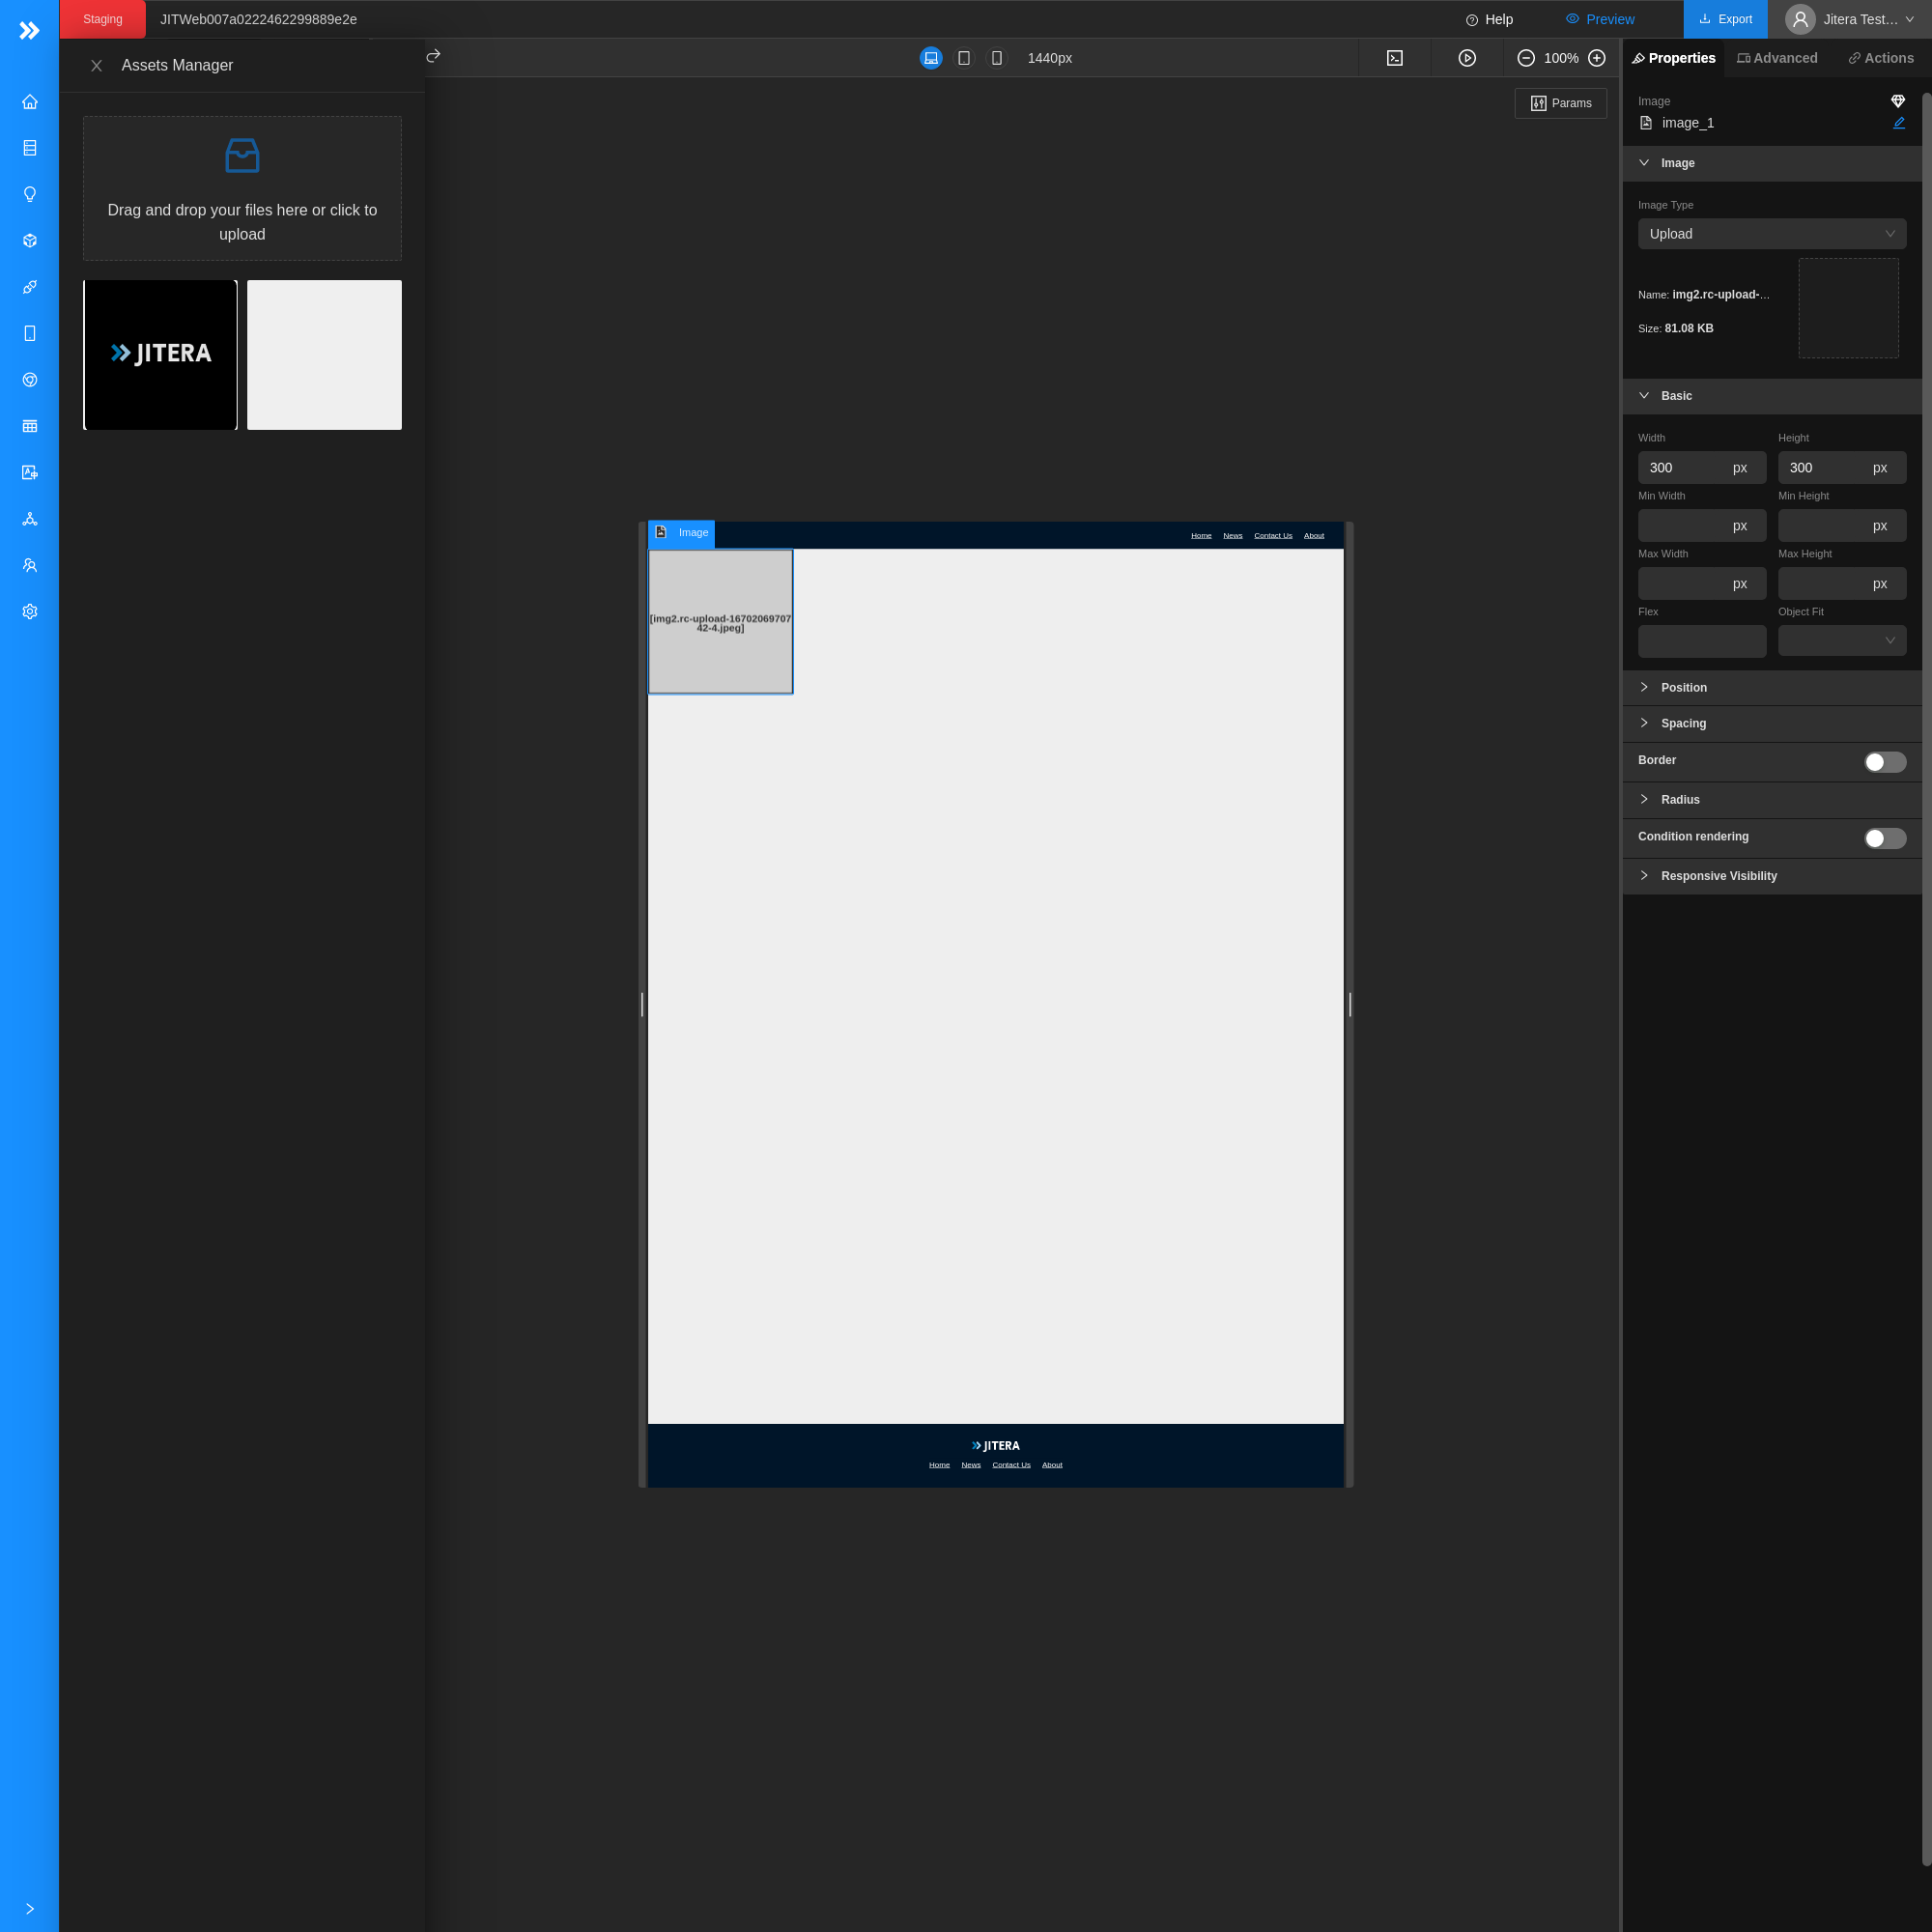 Staging
JITWeb007a0222462299889e2e
Help
Preview
Export
Jitera Test...
Assets Manager
1440px
100%
Properties
Advanced
Actions
Params
Drag and drop your files here or click to
upload
JITERA
Image
image_1
Image
Image Type
Upload
Name: img2.rc-upload-...
Size: 81.08 KB
Basic
Width
Height
300 px
300 px
Min Width
Min Height
px
px
Max Width
Max Height
px
px
Flex
Object Fit
Position
Spacing
Border
Radius
Condition rendering
Responsive Visibility
Image
Home News Contact Us About
[img2.rc-upload-16702069707
42-4.jpeg]
JITERA
Home News Contact Us About